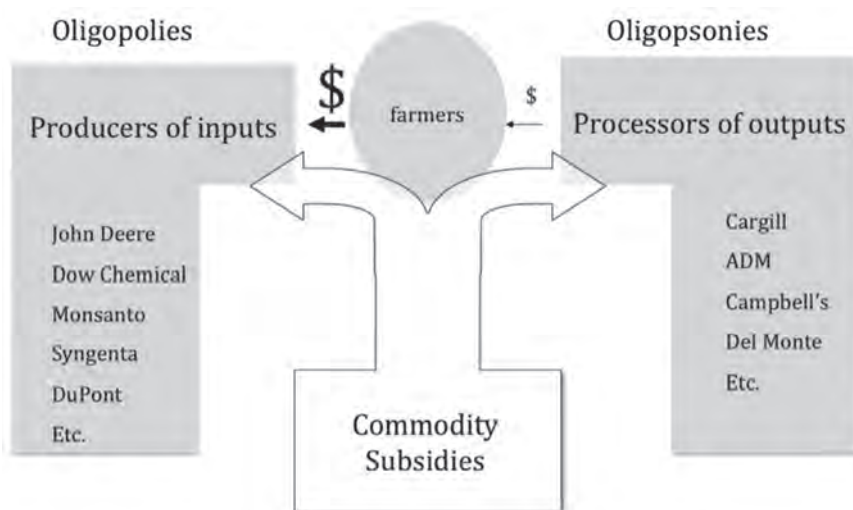 Oligopolies
Oligopsonies
$
$
Producers of inputs
farmers
Processors of outputs
John Deere
Dow Chemical
Monsanto
Syngenta
DuPont
Etc.
Cargill
ADM
Campbell's
Del Monte
Etc.
Commodity
Subsidies